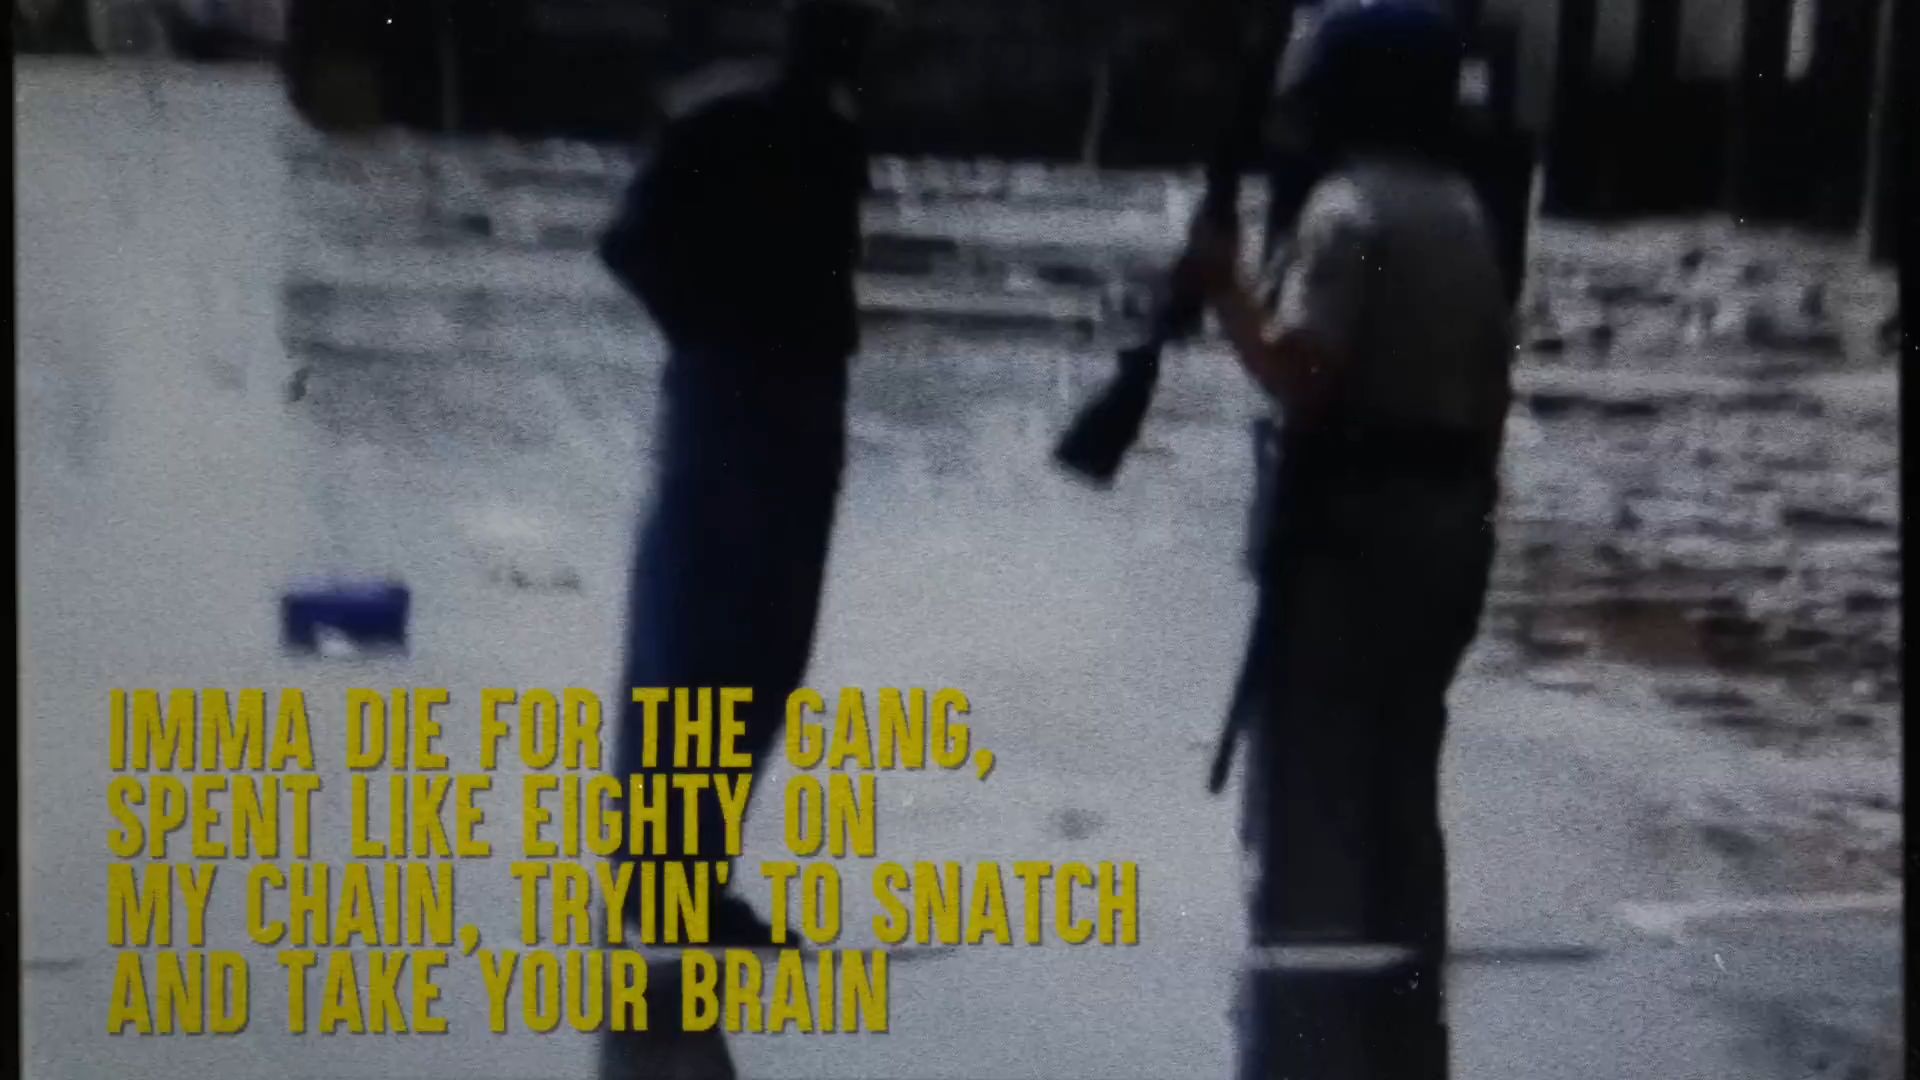 IMMA DIE FOR THE GANG,
SPENT LIKE EIGHTY ON
MY CHAIN, TRYIN' TO SNATCH
AND TAKE YOUR BRAIN